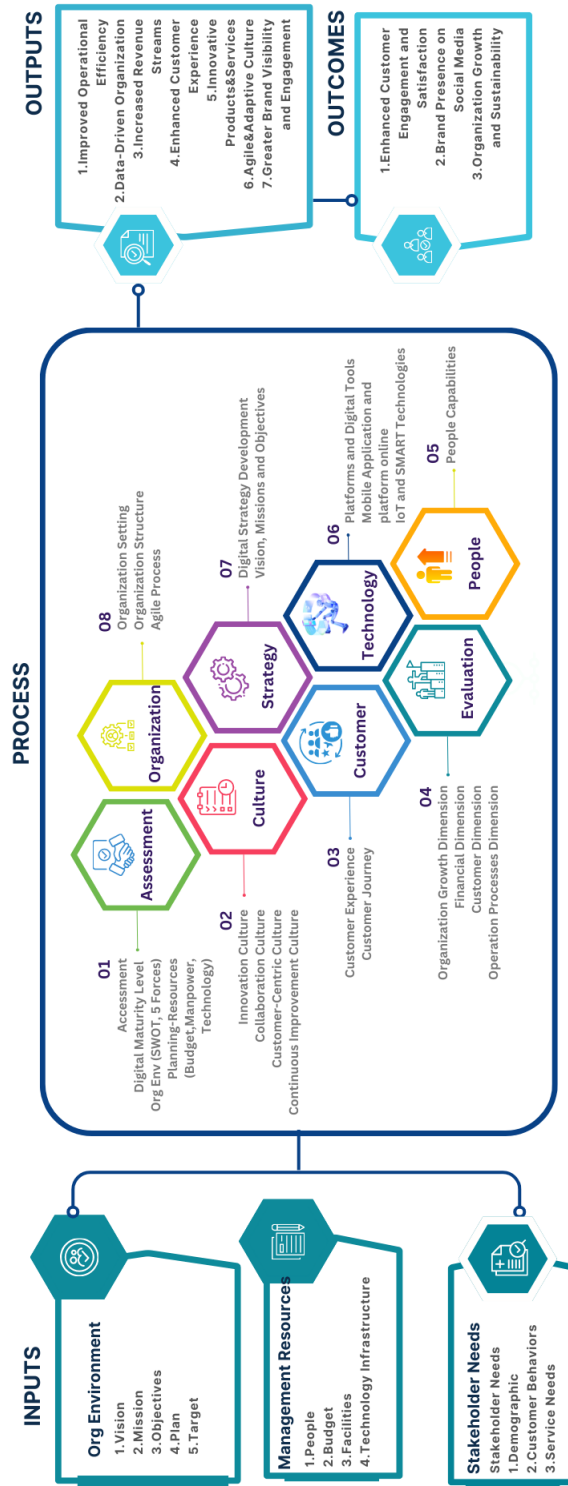 INPUTS
Org Environment
1.Vision
2.Mission
3.Objectives
4.Plan
5.Target
Management Resources
1.People
2.Budget
3.Facilities
4.Technology Infrastructure
Stakeholder Needs
Stakeholder Needs
1.Demographic
2.Customer Behaviors
3.Service Needs
PROCESS
01
Accessment
Digital Maturity Level
Org Env (SWOT, 5 Forces)
Planning-Resources
(Budget,Manpower,
Technology)
Assessment
02
Innovation Culture
Collaboration Culture
Customer-Centric Culture
Continuous Improvement Culture
Culture
03
Customer Experience
Customer Journey
Customer
04
Organization Growth Dimension
Financial Dimension
Customer Dimension
Operation Processes Dimension
Evaluation
Organization
08
Organization Setting
Organization Structure
Agile Process
Strategy
07
Digital Strategy Development
Vision, Missions and Objectives
Technology
06
Platforms and Digital Tools
Mobile Application and
platform online
IoT and SMART Technologies
People
05
People Capabilities
OUTPUTS
1.Improved Operational
Efficiency
2.Data-Driven Organization
3.Increased Revenue
Streams
4.Enhanced Customer
Experience
5.Innovative
Products&Services
6.Agile&Adaptive Culture
7.Greater Brand Visibility
and Engagement
OUTCOMES
1.Enhanced Customer
Engagement and
Satisfaction
2.Brand Presence on
Social Media
3.Organization Growth
and Sustainability